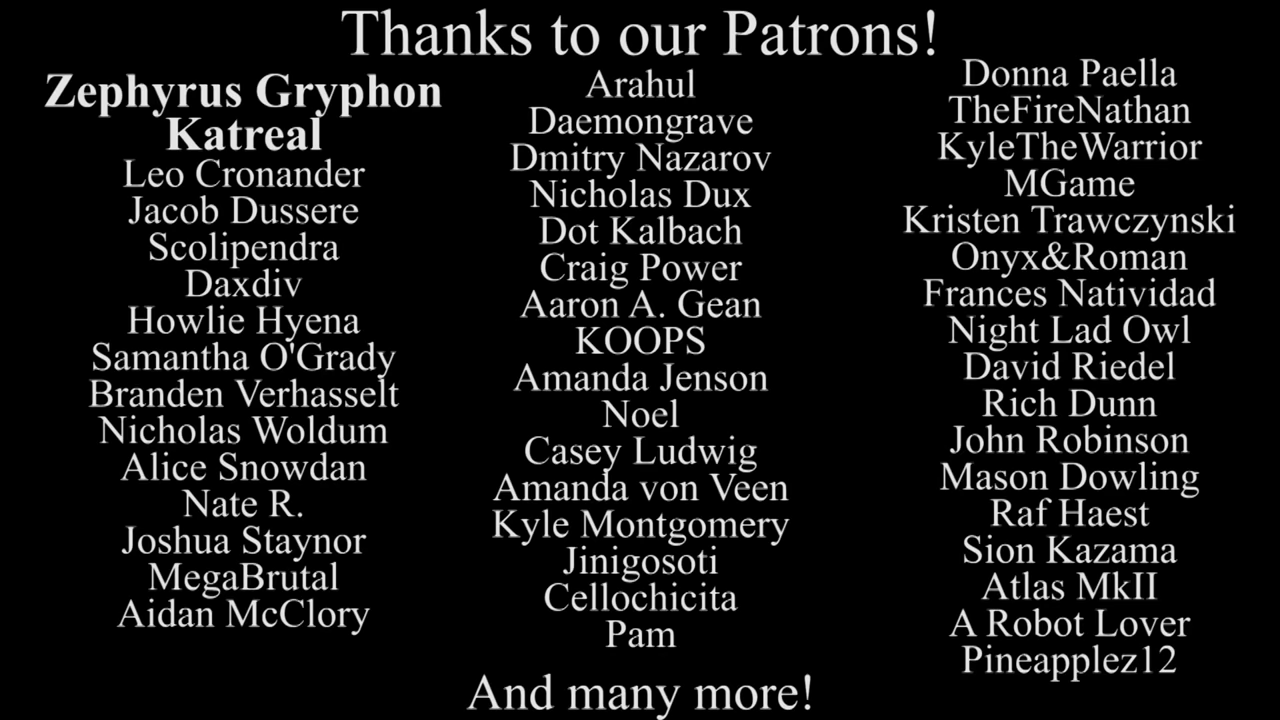 Thanks to our Patrons!
Zephyrus Gryphon
Katreal
Leo Cronander
Jacob Dussere
Scolipendra
Daxdiv
Howlie Hyena
Samantha O'Grady
Branden Verhasselt
Nicholas Woldum
Alice Snowdan
Nate R.
Joshua Staynor
MegaBrutal
Aidan McClory
Arahul
Daemongrave
Dmitry Nazarov
Nicholas Dux
Dot Kalbach
Craig Power
Aaron A. Gean
KOOPS
Amanda Jenson
Noel
Casey Ludwig
Amanda von Veen
Kyle Montgomery
Jinigosoti
Cellochicita
Pam
Donna Paella
TheFireNathan
KyleTheWarrior
MGame
Kristen Trawczynski
Onyx&Roman
Frances Natividad
Night Lad Owl
David Riedel
Rich Dunn
John Robinson
Mason Dowling
Raf Haest
Sion Kazama
Atlas MkII
A Robot Lover
Pineapplez12
And many more!